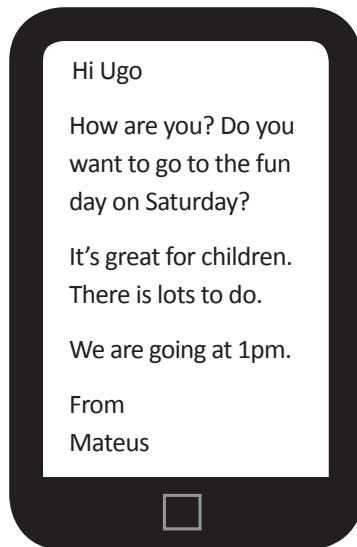 Hi Ugo
How are you? Do you
want to go to the fun
day on Saturday?
It’s great for children.
There is lots to do.
We are going at 1pm.
From
Mateus